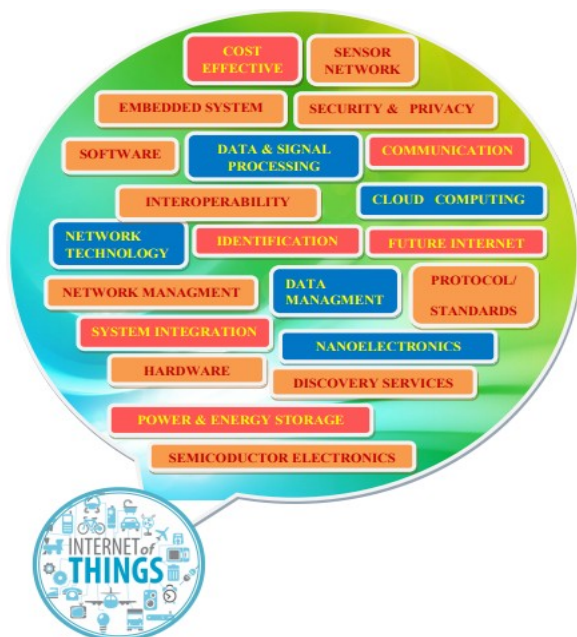 COST
EFFECTIVE
SENSOR
NETWORK
EMBEDDED SYSTEM
SECURITY & PRIVACY
SOFTWARE
DATA & SIGNAL
PROCESSING
COMMUNICATION
INTEROPERABILITY
CLOUD COMPUTING
NETWORK
TECHNOLOGY
IDENTIFICATION
FUTURE INTERNET
NETWORK MANAGMENT
DATA
MANAGMENT
PROTOCOL/
STANDARDS
SYSTEM INTEGRATION
NANOELECTRONICS
HARDWARE
DISCOVERY SERVICES
POWER & ENERGY STORAGE
SEMICODUCTOR ELECTRONICS
INTERNET of
THINGS